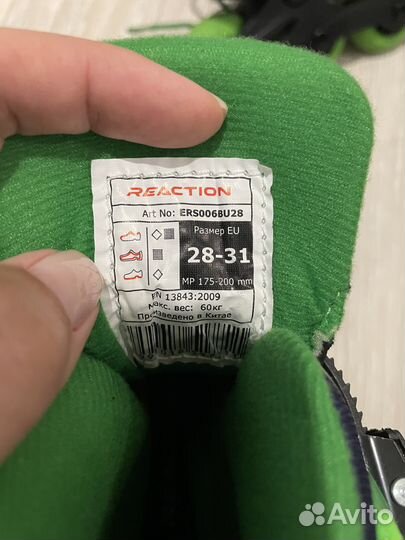 REACTION
Art No: ERS006BU28
Размер EU
28-31
MP 175-200 mm
EN 13843:2009
Макс. вес: 60кг
Произведено в Китае
Avito